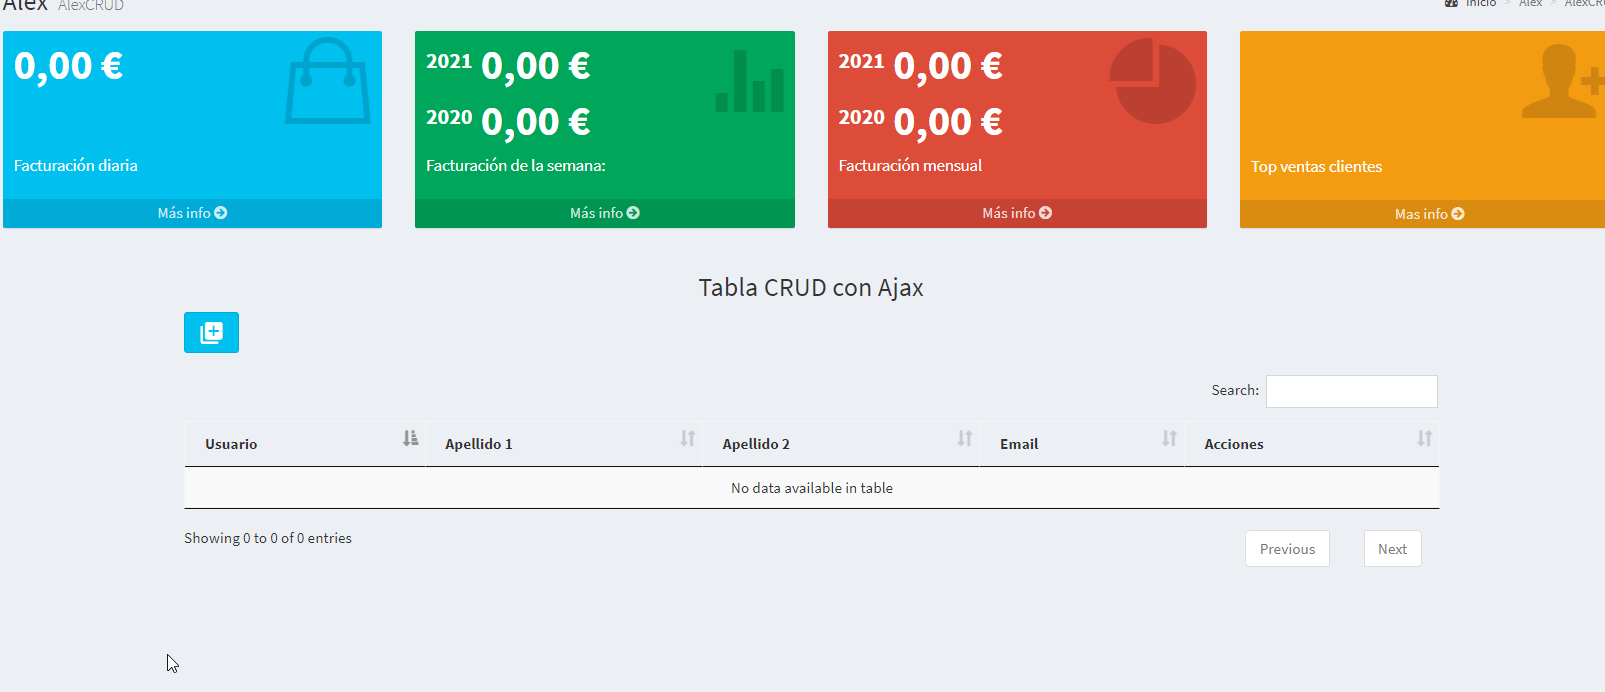 Alex AlexCRUD
Inicio > Alex > AlexCR
0,00 €
Facturación diaria
Más info
2021 0,00 €
2020 0,00 €
Facturación de la semana:
Más info
2021 0,00 €
2020 0,00 €
Facturación mensual
Más info
Top ventas clientes
Mas info
Tabla CRUD con Ajax
Search:
Usuario Apellido 1 Apellido 2 Email Acciones
No data available in table
Showing 0 to 0 of 0 entries
Previous Next